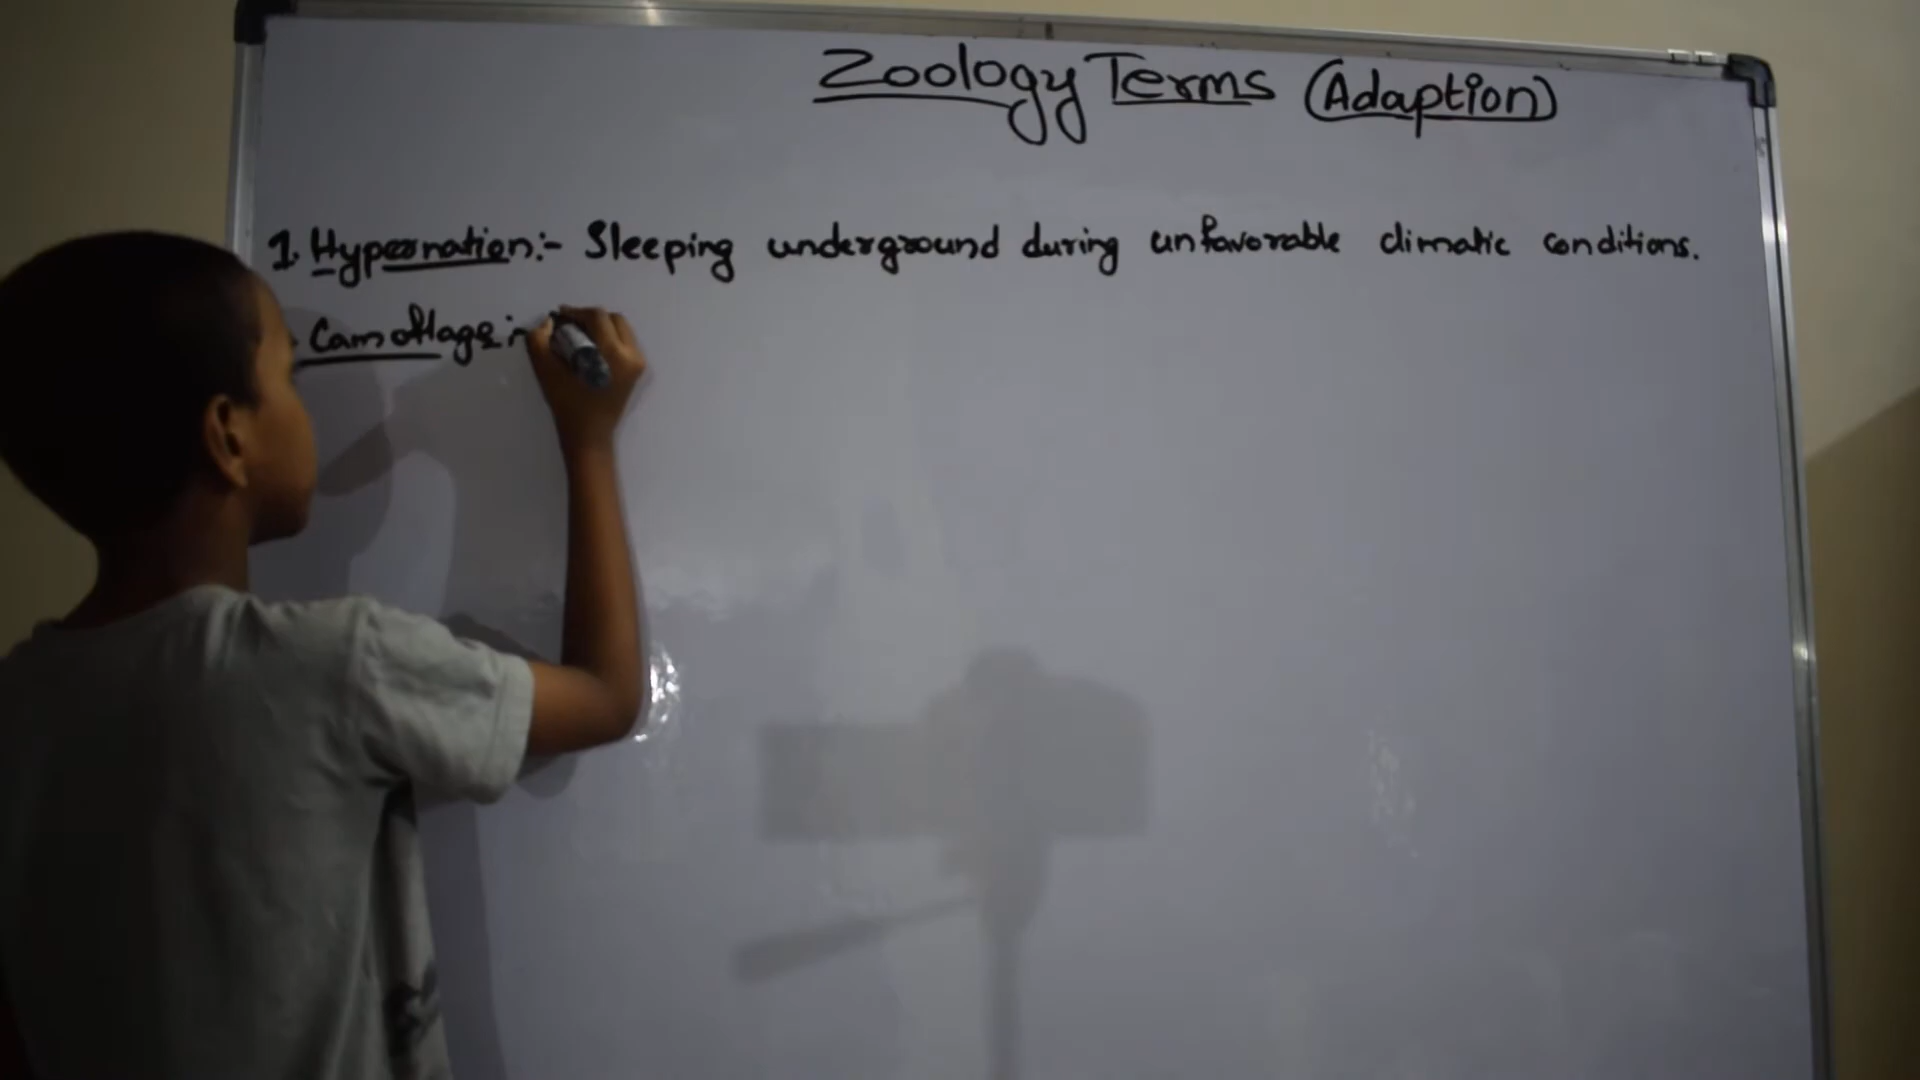 Zoology Terms (Adaption)
1. Hypernation:- Sleeping underground during unfavorable climatic conditions.
Camoflage:-